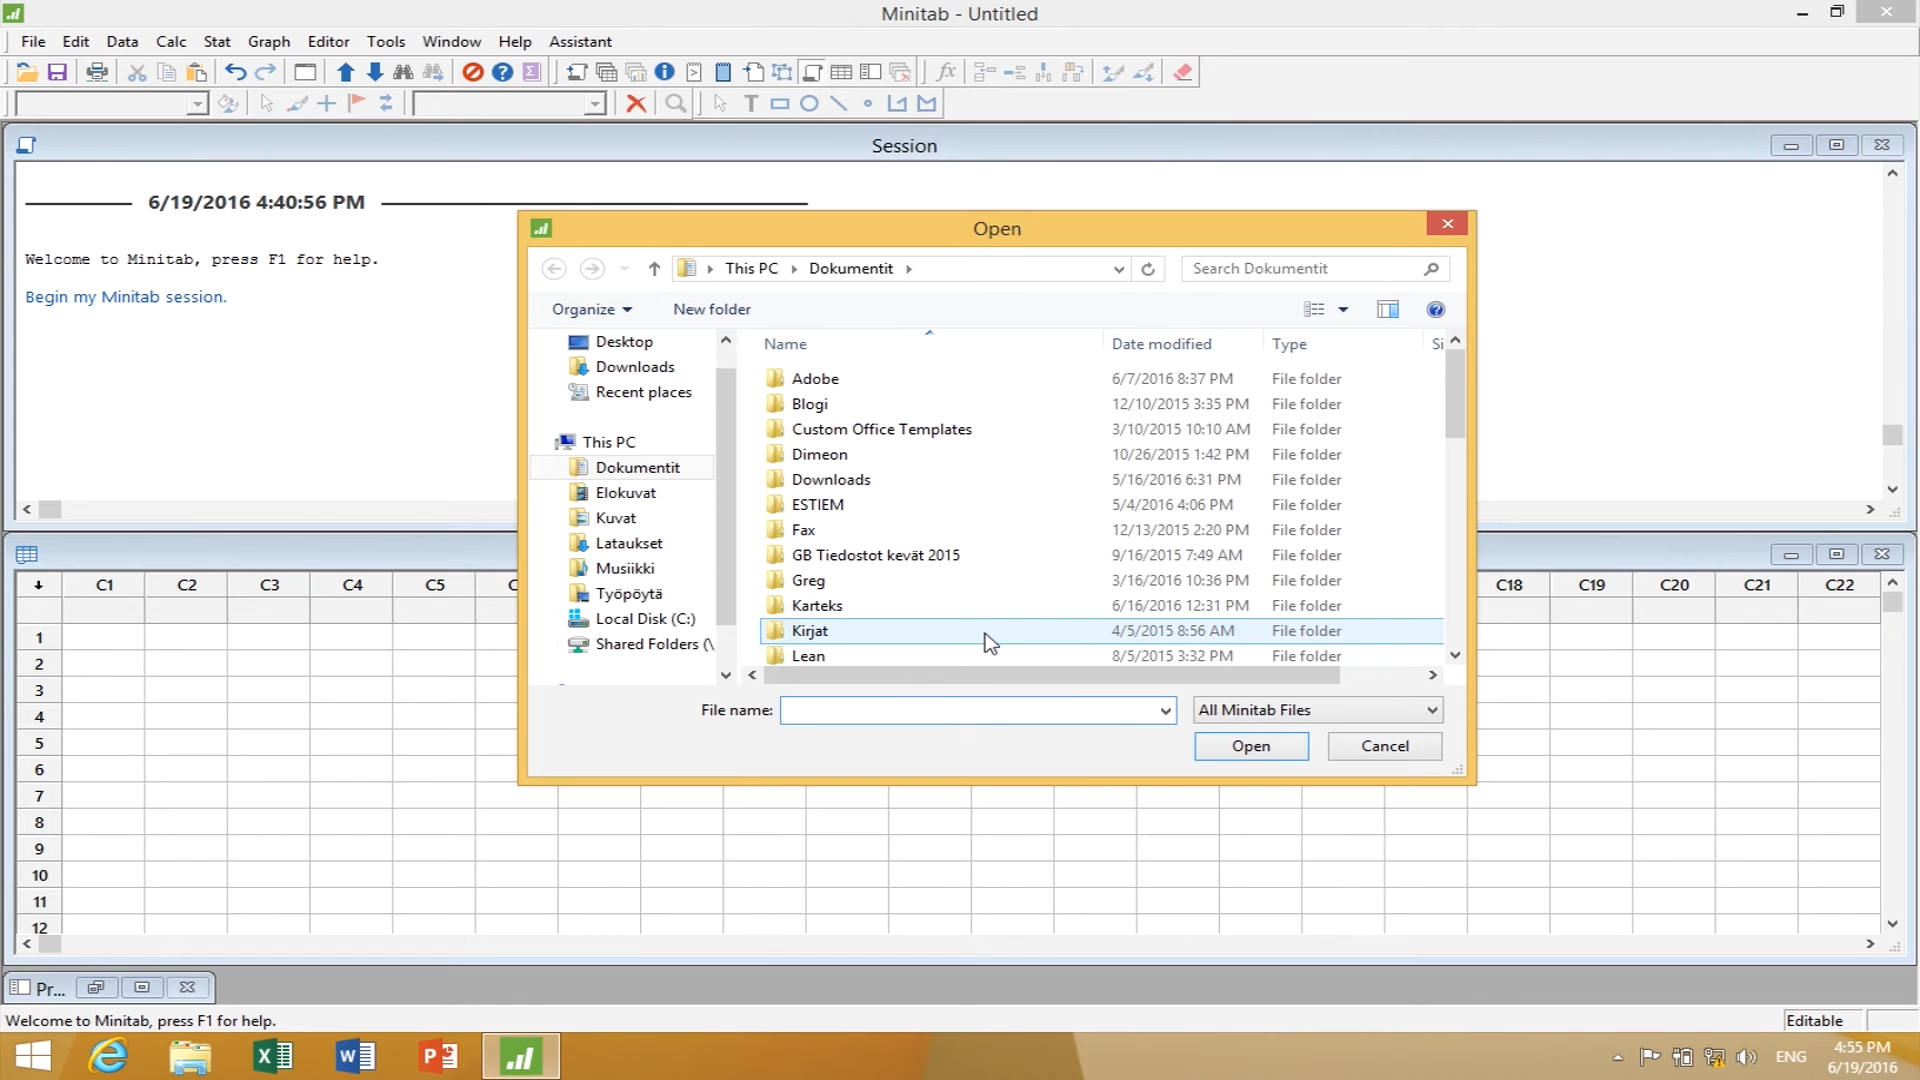 Minitab - Untitled
File Edit Data Calc Stat Graph Editor Tools Window Help Assistant
Session
6/19/2016 4:40:56 PM
Welcome to Minitab, press F1 for help.
Begin my Minitab session.
Open
This PC Dokumentit
Search Dokumentit
Organize New folder
Desktop
Downloads
Recent places
This PC
Dokumentit
Elokuvat
Kuvat
Lataukset
Musiikki
Työpöytä
Local Disk (C:)
Shared Folders (\
Name Date modified Type Si
Adobe 6/7/2016 8:37 PM File folder
Blogi 12/10/2015 3:35 PM File folder
Custom Office Templates 3/10/2015 10:10 AM File folder
Dimeon 10/26/2015 1:42 PM File folder
Downloads 5/16/2016 6:31 PM File folder
ESTIEM 5/4/2016 4:06 PM File folder
Fax 12/13/2015 2:20 PM File folder
GB Tiedostot kevät 2015 9/16/2015 7:49 AM File folder
Greg 3/16/2016 10:36 PM File folder
Karteks 6/16/2016 12:31 PM File folder
Kirjat 4/5/2015 8:56 AM File folder
Lean 8/5/2015 3:32 PM File folder
File name: All Minitab Files
Open Cancel
C1 C2 C3 C4 C5 C C18 C19 C20 C21 C22
1
2
3
4
5
6
7
8
9
10
11
12
Pr...
Welcome to Minitab, press F1 for help. Editable
ENG
4:55 PM
6/19/2016